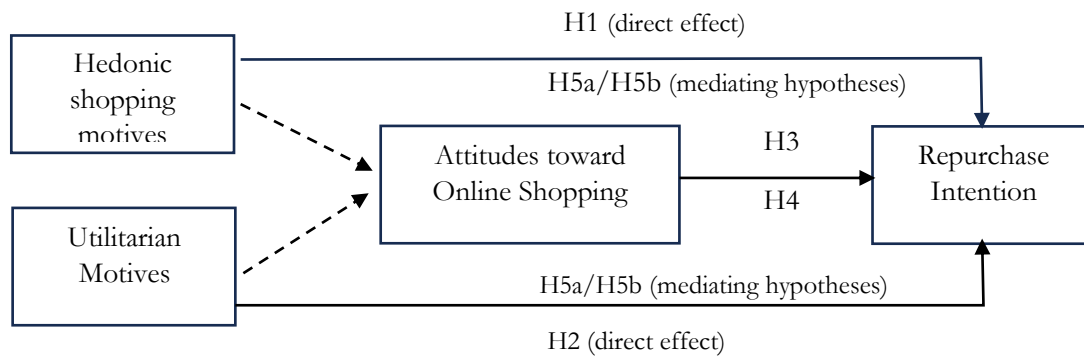 H1 (direct effect)
Hedonic
shopping
motives
H5a/H5b (mediating hypotheses)
Attitudes toward
Online Shopping
H3
H4
Repurchase
Intention
Utilitarian
Motives
H5a/H5b (mediating hypotheses)
H2 (direct effect)